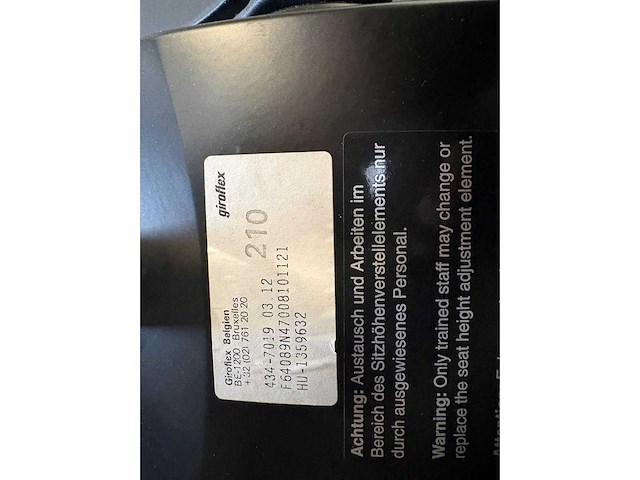 giroflex
Giroflex Belgien
BE-1200 Bruxelles
+ 32 (02) 761 20 20
210
434-7019 03 12
F64089N47008101121
HU-1359632
Achtung: Austausch und Arbeiten im
Bereich des Sitzhöhenverstellelements nur
durch ausgewiesenes Personal.
Warning: Only trained staff may change or
replace the seat height adjustment element.